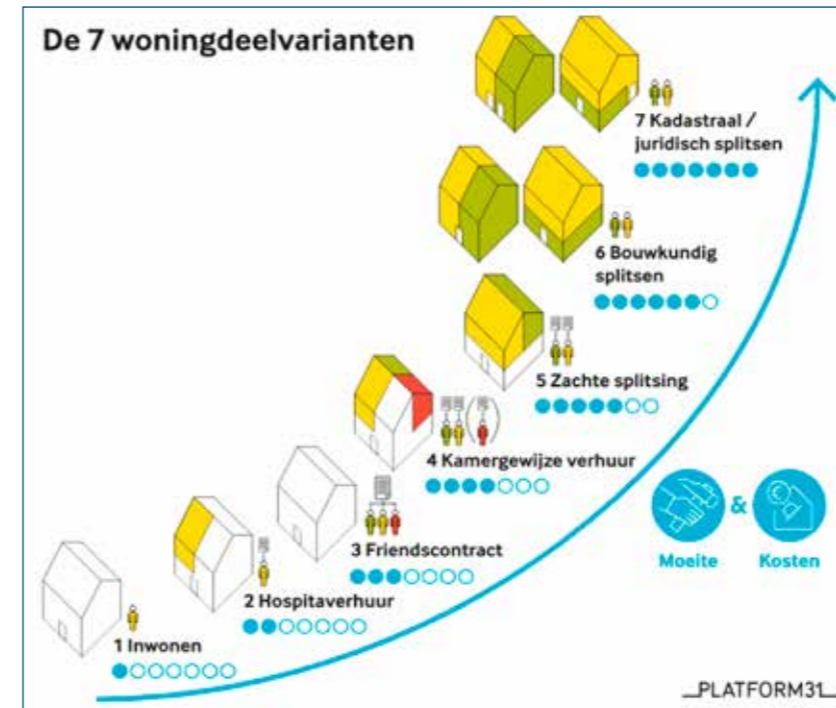 De 7 woningdeelvarianten
7 Kadastraal /
juridisch splitsen
6 Bouwkundig
splitsen
5 Zachte splitsing
4 Kamergewijze verhuur
3 Friendscontract
2 Hospitaverhuur
1 Inwonen
&
Moeite
Kosten
PLATFORM31